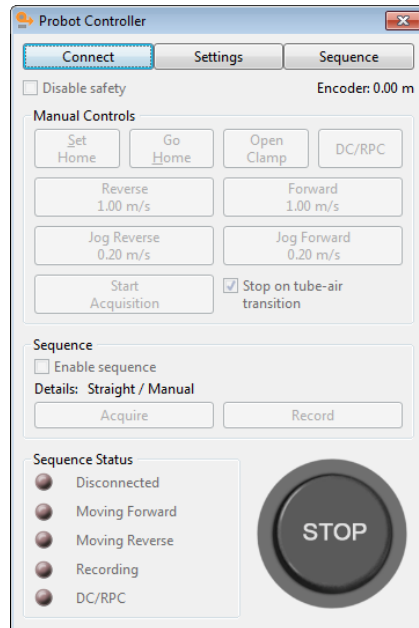 Probot Controller
Connect Settings Sequence
Disable safety Encoder: 0.00 m
Manual Controls
Set Home Go Home Open Clamp DC/RPC
Reverse 1.00 m/s Forward 1.00 m/s
Jog Reverse 0.20 m/s Jog Forward 0.20 m/s
Start Acquisition Stop on tube-air transition
Sequence
Enable sequence
Details: Straight / Manual
Acquire Record
Sequence Status
Disconnected
Moving Forward
Moving Reverse
Recording
DC/RPC
STOP